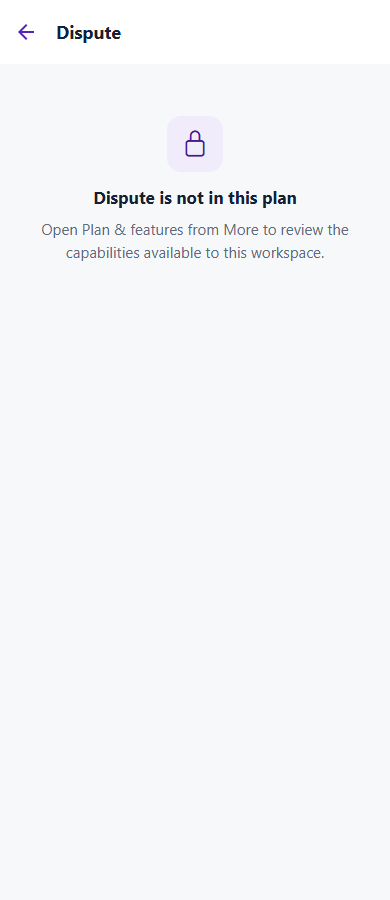 Dispute
Dispute is not in this plan
Open Plan & features from More to review the
capabilities available to this workspace.